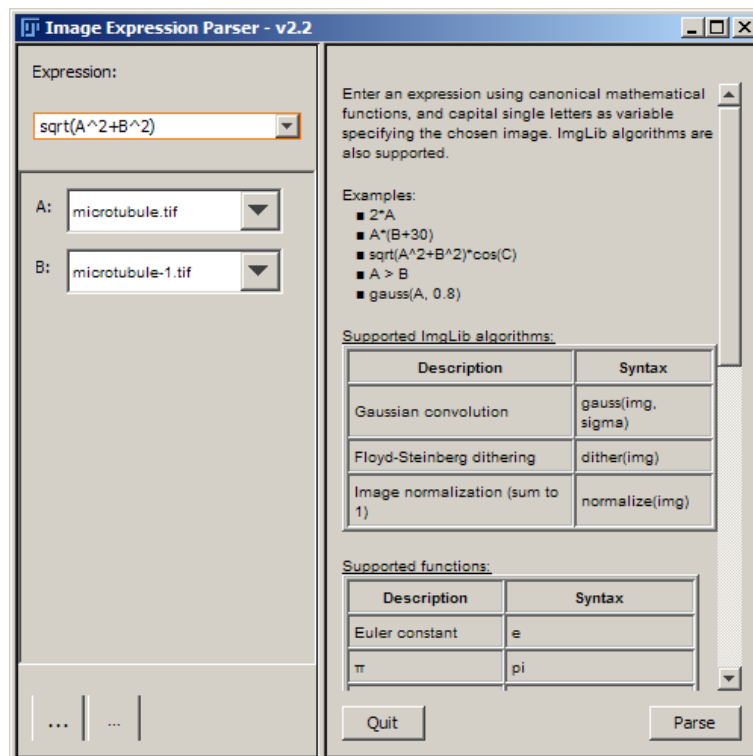 Image Expression Parser - v2.2
Expression:
sqrt(A^2+B^2)
A:
microtubule.tif
B:
microtubule-1.tif
...
...
Enter an expression using canonical mathematical
functions, and capital single letters as variable
specifying the chosen image. ImgLib algorithms are
also supported.
Examples:
■ 2*A
■ A*(B+30)
■ sqrt(A^2+B^2)*cos(C)
■ A > B
■ gauss(A, 0.8)
Supported ImgLib algorithms:
Description Syntax
Gaussian convolution gauss(img,
sigma)
Floyd-Steinberg dithering dither(img)
Image normalization (sum to
1) normalize(img)
Supported functions:
Description Syntax
Euler constant e
π pi
Quit
Parse